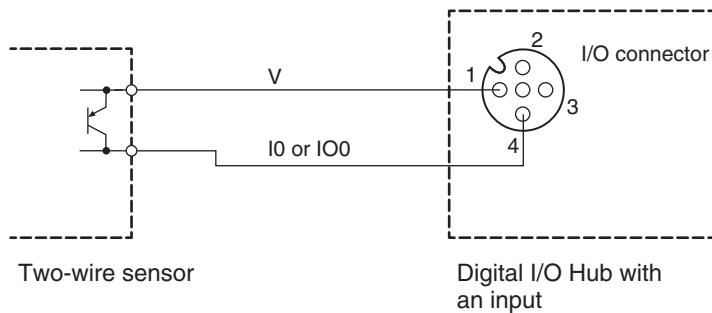 2
I/O connector
V
1
3
I0 or IO0
4
Two-wire sensor
Digital I/O Hub with
an input